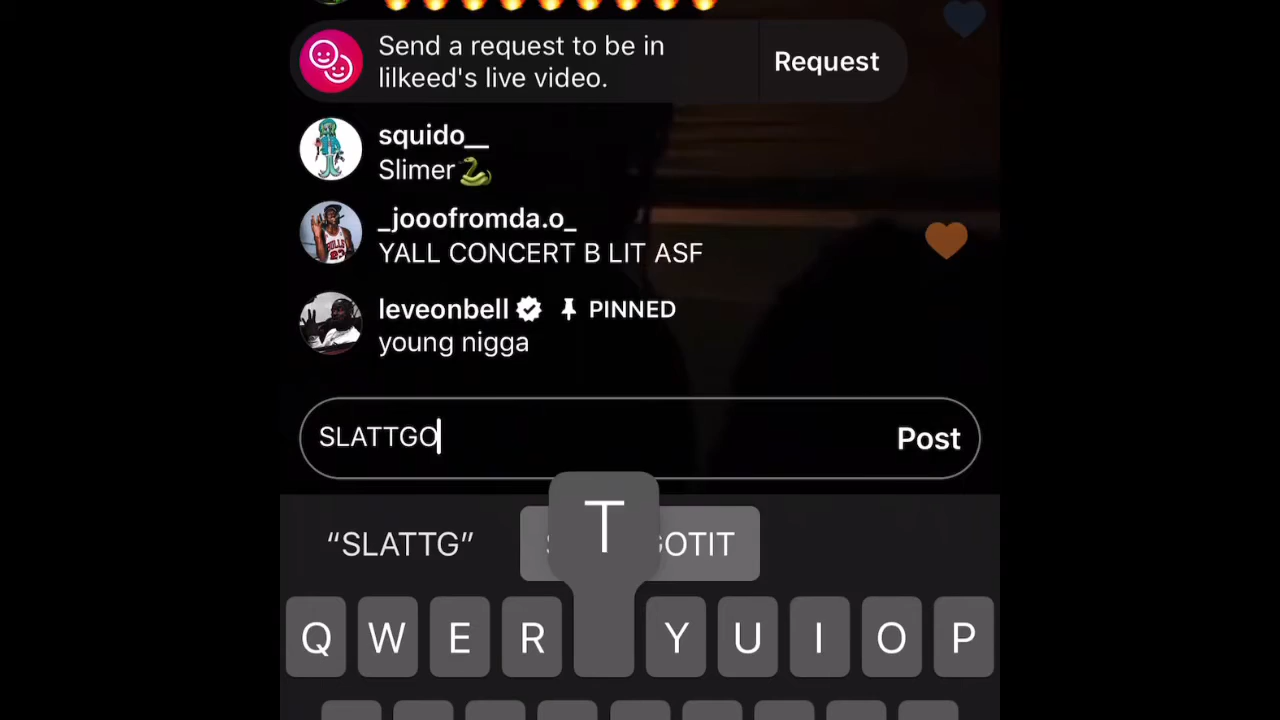 Send a request to be in
lilkeed's live video.
Request
squido__
Slimer
_jooofromda.o_
YALL CONCERT B LIT ASF
leveonbell PINNED
young nigga
SLATTGO
Post
T
"SLATTG" GOTIT
Q W E R Y U I O P